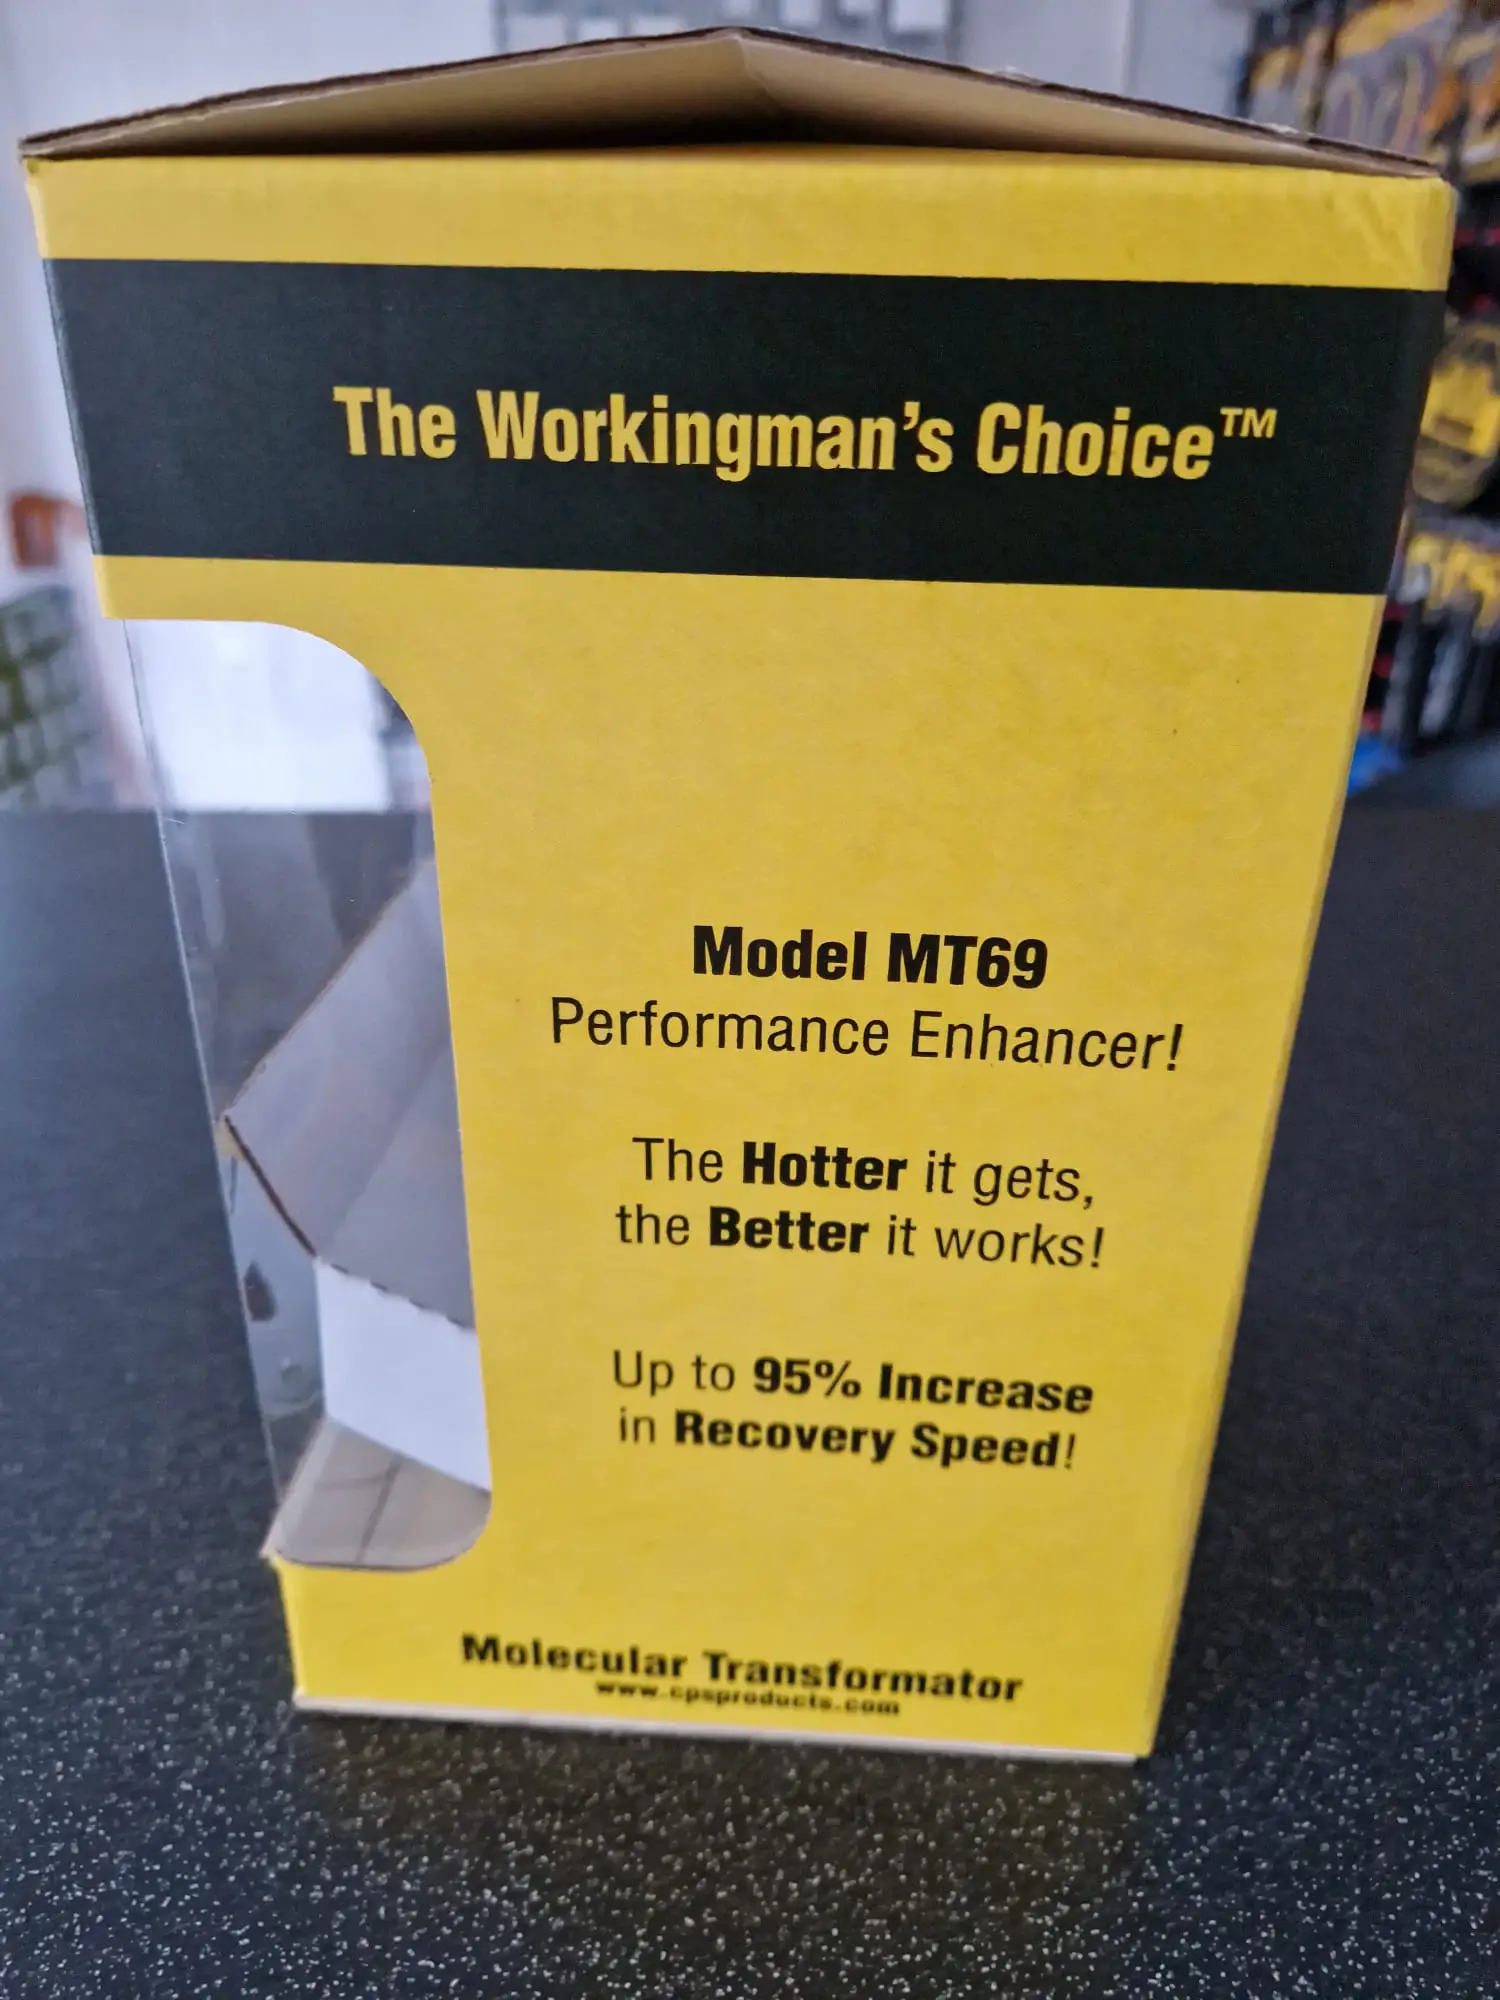 The Workingman's Choice™
Model MT69
Performance Enhancer!
The Hotter it gets,
the Better it works!
Up to 95% Increase
in Recovery Speed!
Molecular Transformator
www.cpsproducts.com